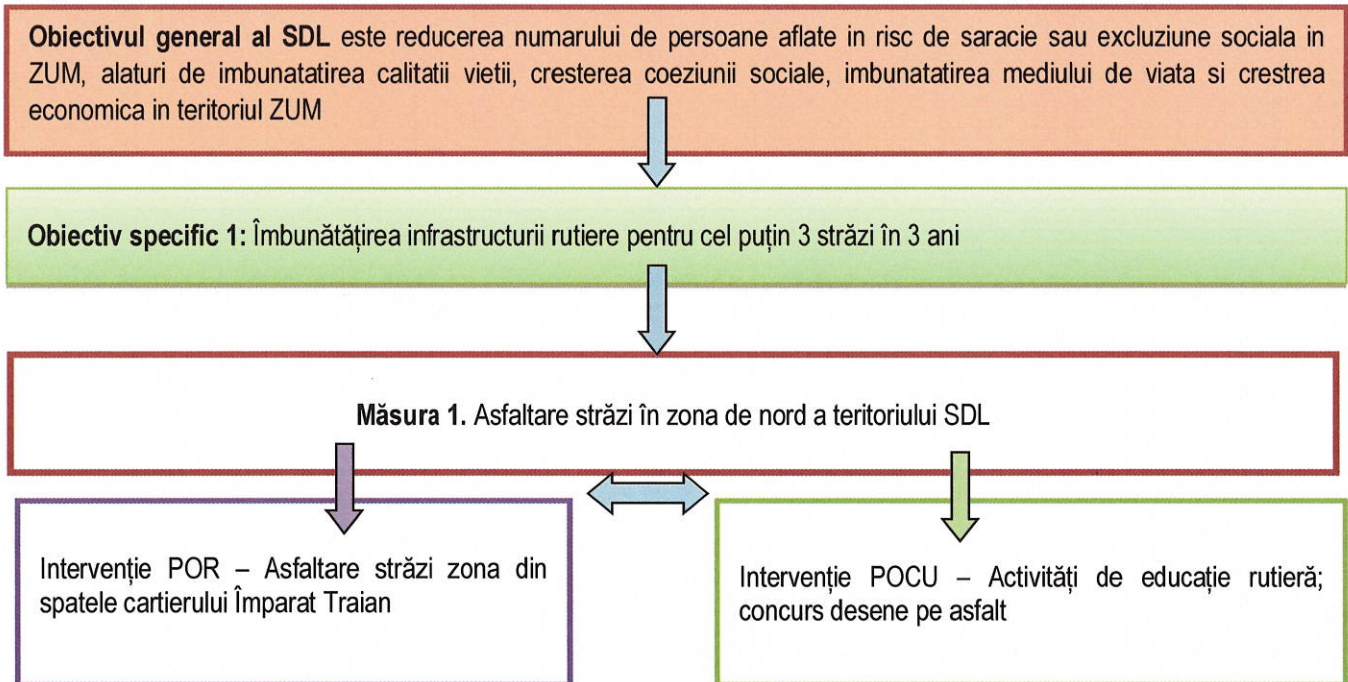 Obiectivul general al SDL este reducerea numarului de persoane aflate in risc de saracie sau excluziune sociala in
ZUM, alaturi de imbunatatirea calitatii vietii, cresterea coeziunii sociale, imbunatatirea mediului de viata si crestrea
economica in teritoriul ZUM
Obiectiv specific 1: Îmbunătățirea infrastructurii rutiere pentru cel puțin 3 străzi în 3 ani
Măsura 1. Asfaltare străzi în zona de nord a teritoriului SDL
Intervenție POR – Asfaltare străzi zona din
spatele cartierului Împarat Traian
Intervenție POCU – Activități de educație rutieră;
concurs desene pe asfalt